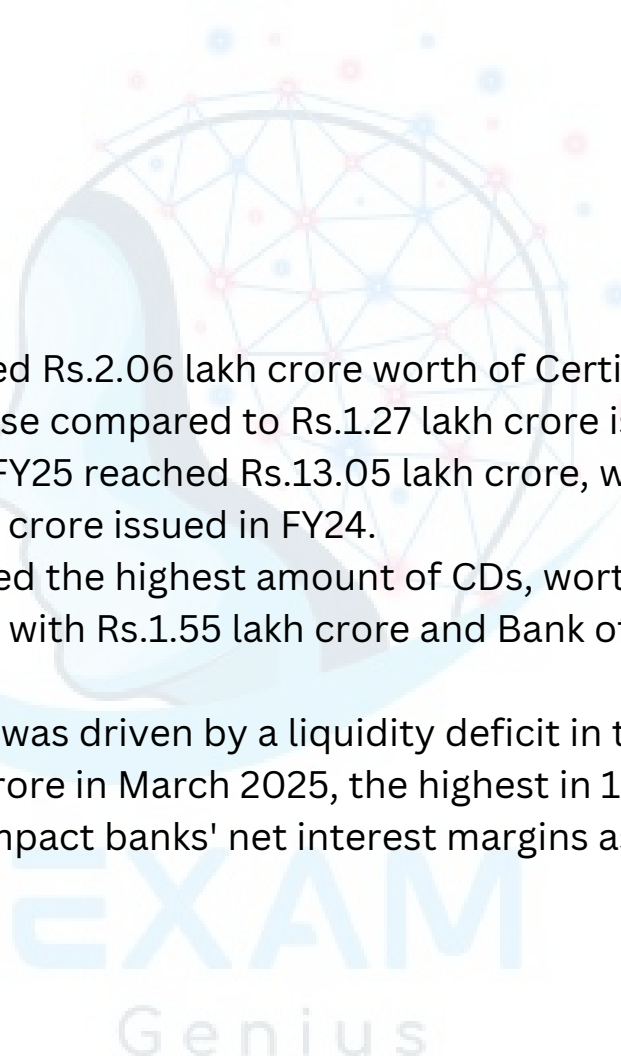 ed Rs.2.06 lakh crore worth of Certi
se compared to Rs.1.27 lakh crore i
FY25 reached Rs.13.05 lakh crore, w
crore issued in FY24.
ed the highest amount of CDs, wort
with Rs.1.55 lakh crore and Bank of
was driven by a liquidity deficit in t
rore in March 2025, the highest in 1
mpact banks' net interest margins as
EXAM
Genius